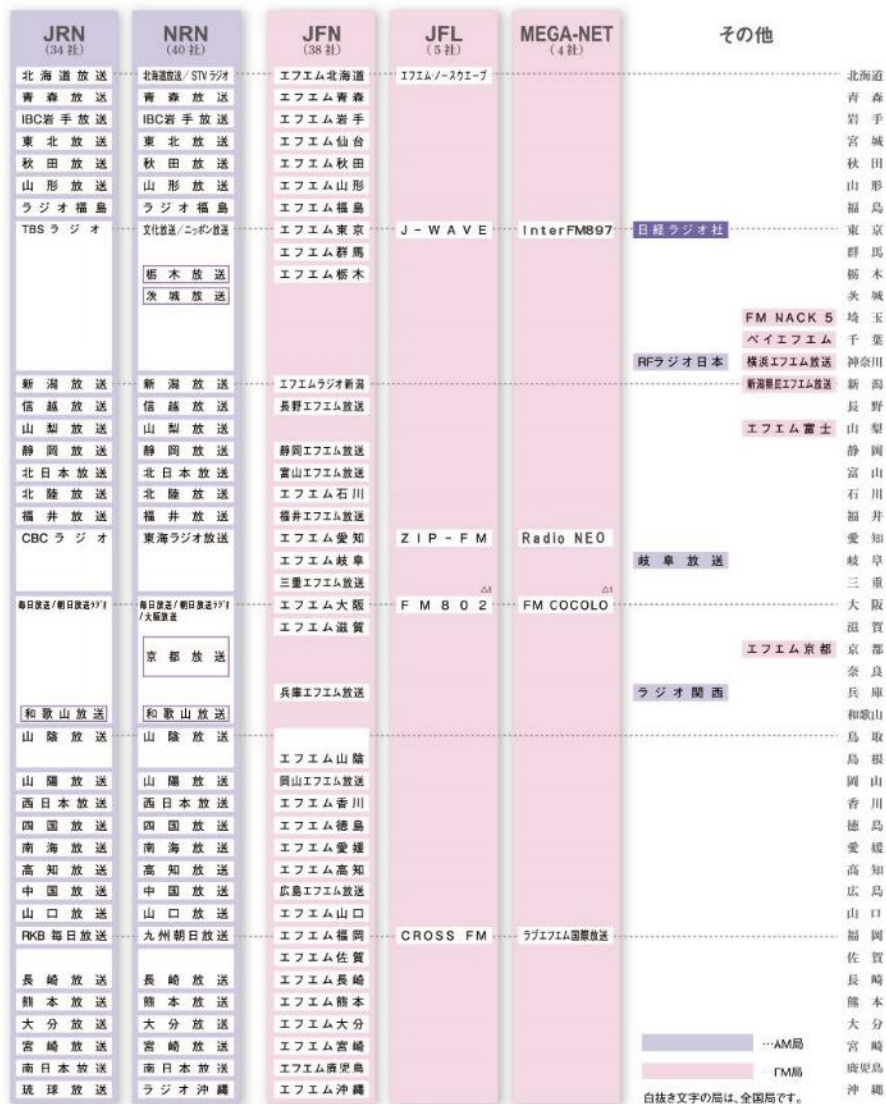 JRN NRN JFN JFL MEGA-NET その他
(34社) (40社) (38社) (5社) (4社)
北海道放送 北海道放送/STVラジオ エフエム北海道 エフエム・ノースウエーブ 北海道
青森放送 青森放送 エフエム青森 青森
IBC岩手放送 IBC岩手放送 エフエム岩手 岩手
東北放送 東北放送 エフエム仙台 宮城
秋田放送 秋田放送 エフエム秋田 秋田
山形放送 山形放送 エフエム山形 山形
ラジオ福島 ラジオ福島 エフエム福島 福島
TBSラジオ 文化放送/ニッポン放送 エフエム東京 J-WAVE InterFM897 日経ラジオ社 東京
エフエム群馬 群馬
栃木放送 エフエム栃木 栃木
茨城放送 茨城
FM NACK 5 埼玉
ベイエフエム 千葉
RFラジオ日本 横浜エフエム放送 神奈川
新潟放送 新潟放送 エフエムラジオ新潟 新潟県民エフエム放送 新潟
信越放送 信越放送 長野エフエム放送 長野
山梨放送 山梨放送 エフエム富士 山梨
静岡放送 静岡放送 静岡エフエム放送 静岡
北日本放送 北日本放送 富山エフエム放送 富山
北陸放送 北陸放送 エフエム石川 石川
福井放送 福井放送 福井エフエム放送 福井
CBCラジオ 東海ラジオ放送 エフエム愛知 ZIP-FM Radio NEO 愛知
エフエム岐阜 岐阜放送 岐阜
三重エフエム放送 三重
△1 △1
毎日放送/朝日放送ラジオ 毎日放送/朝日放送ラジオ エフエム大阪 FM802 FM COCOLO 大阪
/大阪放送
エフエム滋賀 滋賀
京都放送 エフエム京都 京都
奈良
兵庫エフエム放送 ラジオ関西 兵庫
和歌山放送 和歌山放送 和歌山
山陰放送 山陰放送 鳥取
エフエム山陰 島根
山陽放送 山陽放送 岡山エフエム放送 岡山
西日本放送 西日本放送 エフエム香川 香川
四国放送 四国放送 エフエム徳島 徳島
南海放送 南海放送 エフエム愛媛 愛媛
高知放送 高知放送 エフエム高知 高知
中国放送 中国放送 広島エフエム放送 広島
山口放送 山口放送 エフエム山口 山口
RKB毎日放送 九州朝日放送 エフエム福岡 CROSS FM ラブエフエム国際放送 福岡
エフエム佐賀 佐賀
長崎放送 長崎放送 エフエム長崎 長崎
熊本放送 熊本放送 エフエム熊本 熊本
大分放送 大分放送 エフエム大分 大分
宮崎放送 宮崎放送 エフエム宮崎 宮崎
南日本放送 南日本放送 エフエム鹿児島 鹿児島
琉球放送 ラジオ沖縄 エフエム沖縄 沖縄
…AM局
…FM局
白抜き文字の局は、全国局です。